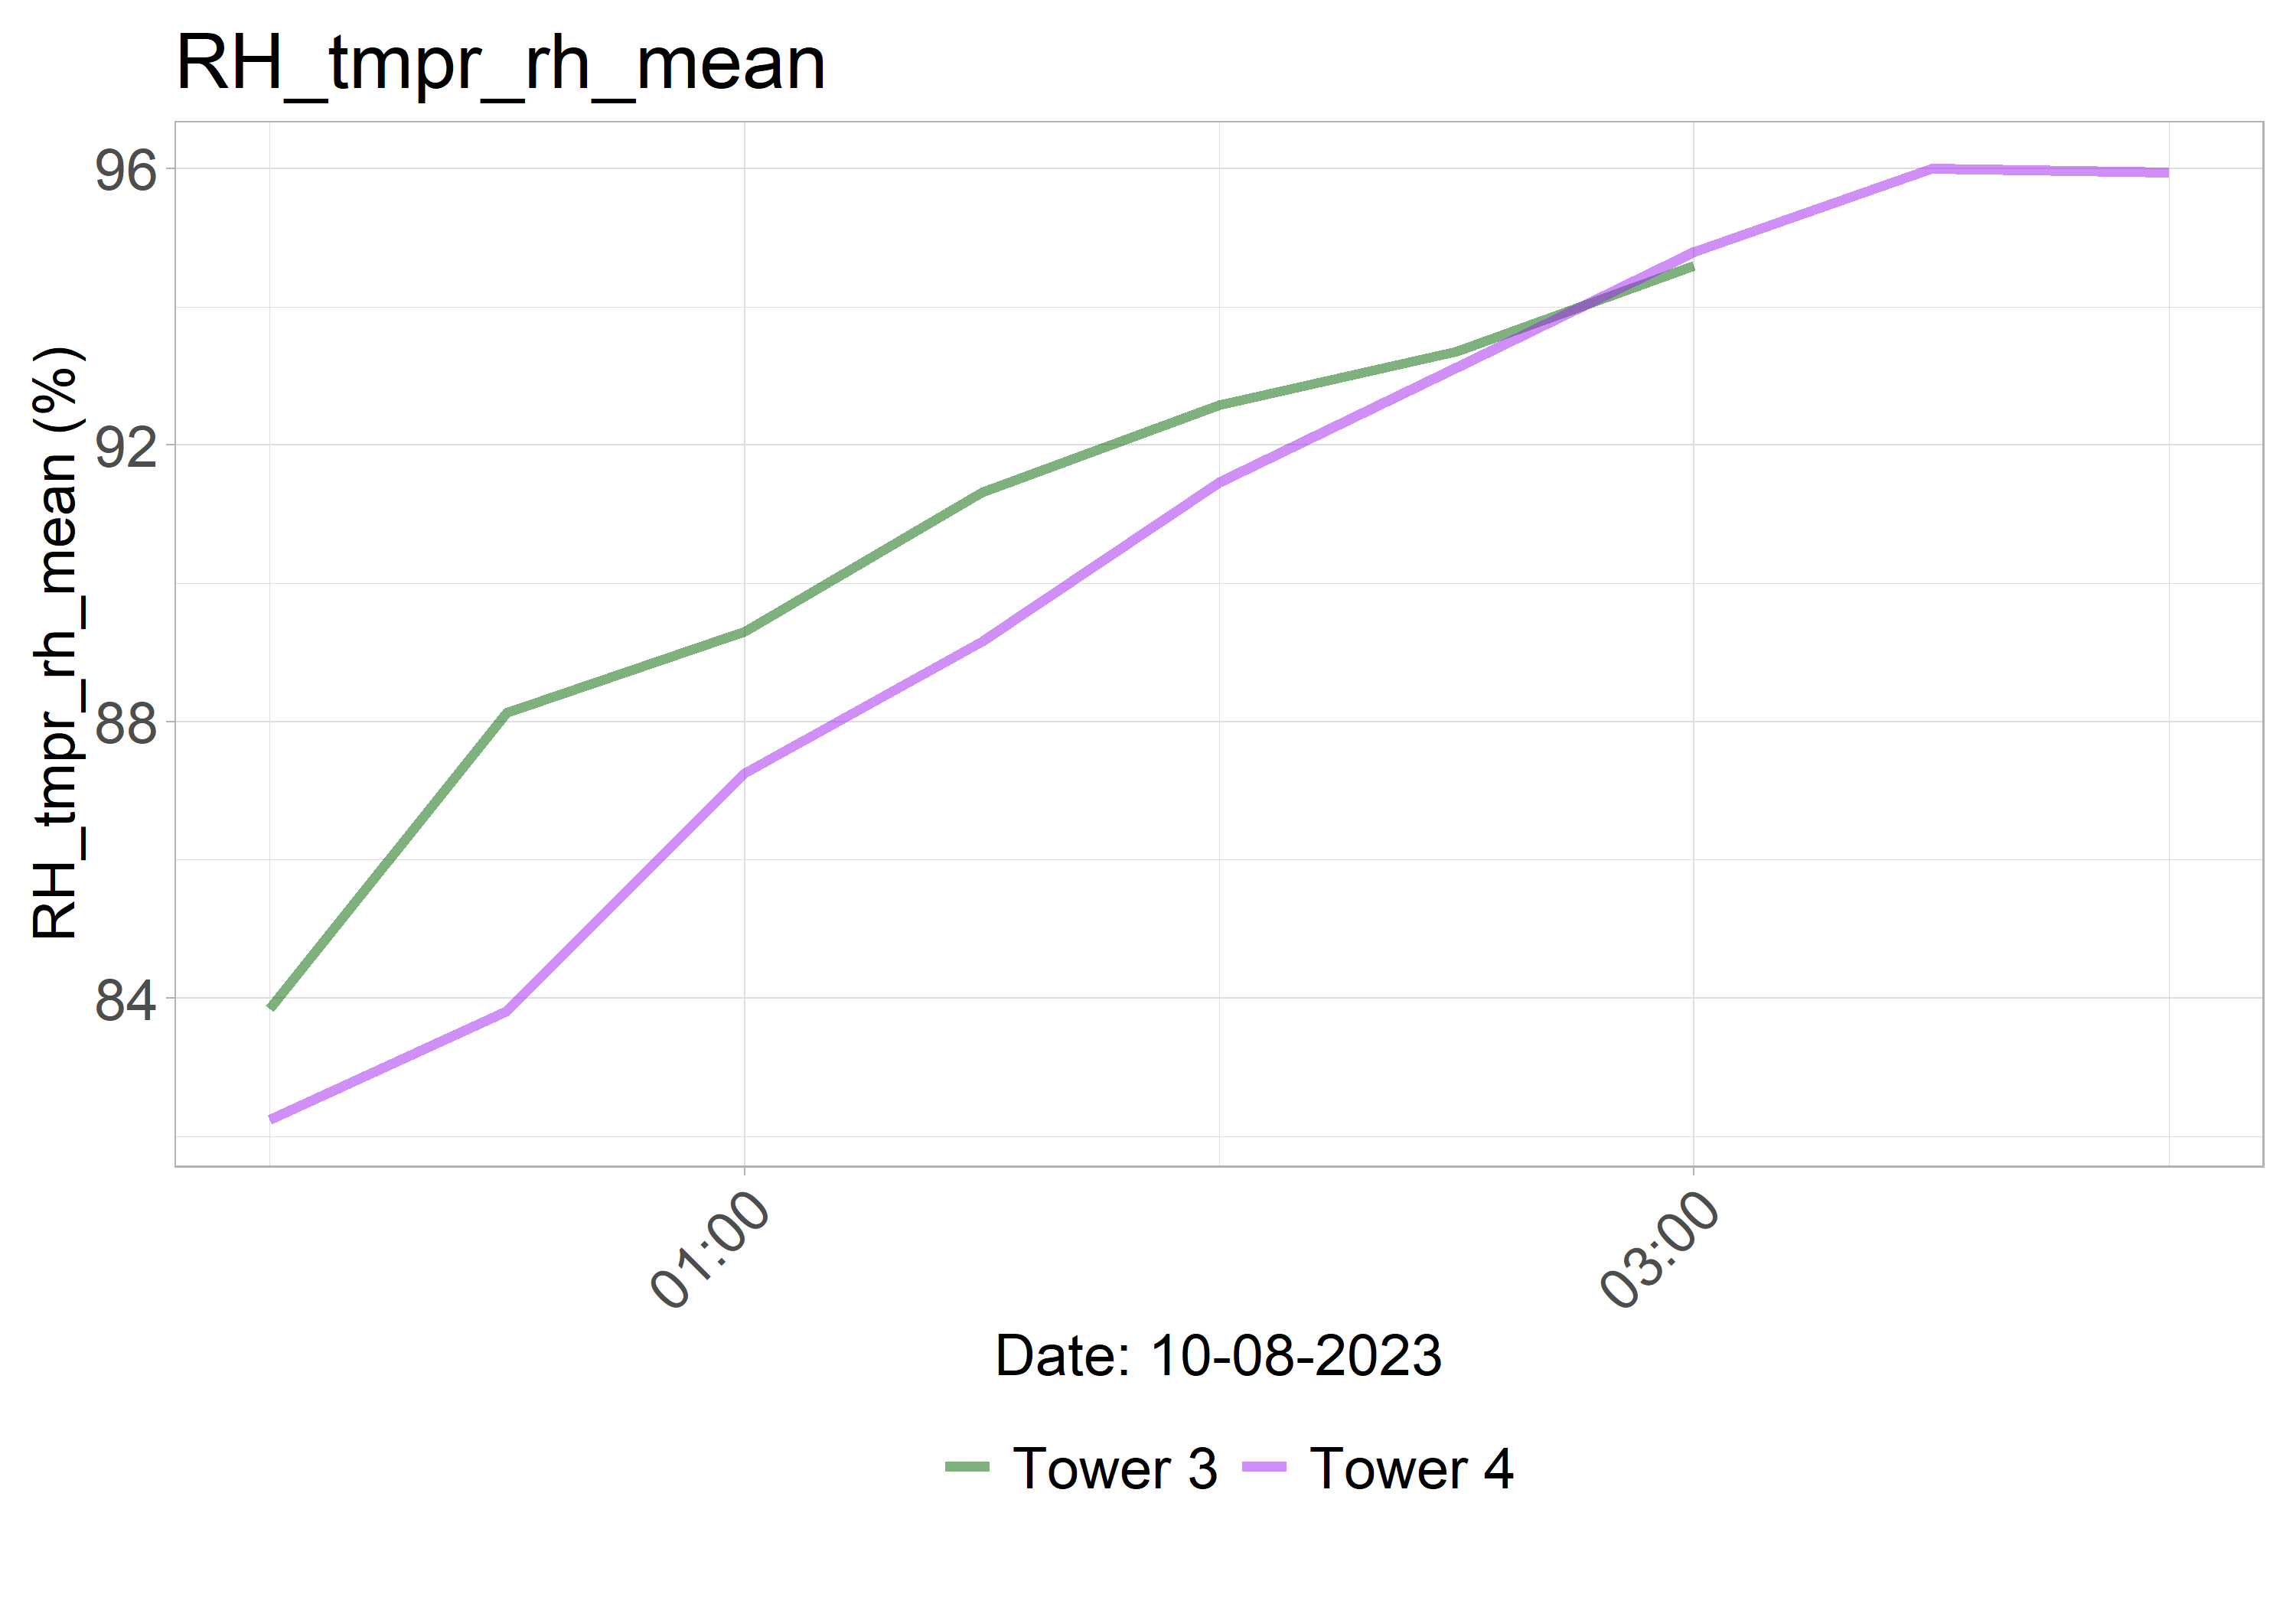 RH_tmpr_rh_mean
RH_tmpr_rh_mean (%)
96
92
88
84
01:00
03:00
Date: 10-08-2023
Tower 3
Tower 4